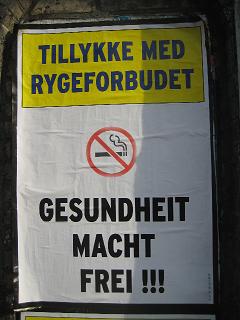 TILLYKKE MED
RYGEFORBUDET
GESUNDHEIT
MACHT
FREI !!!